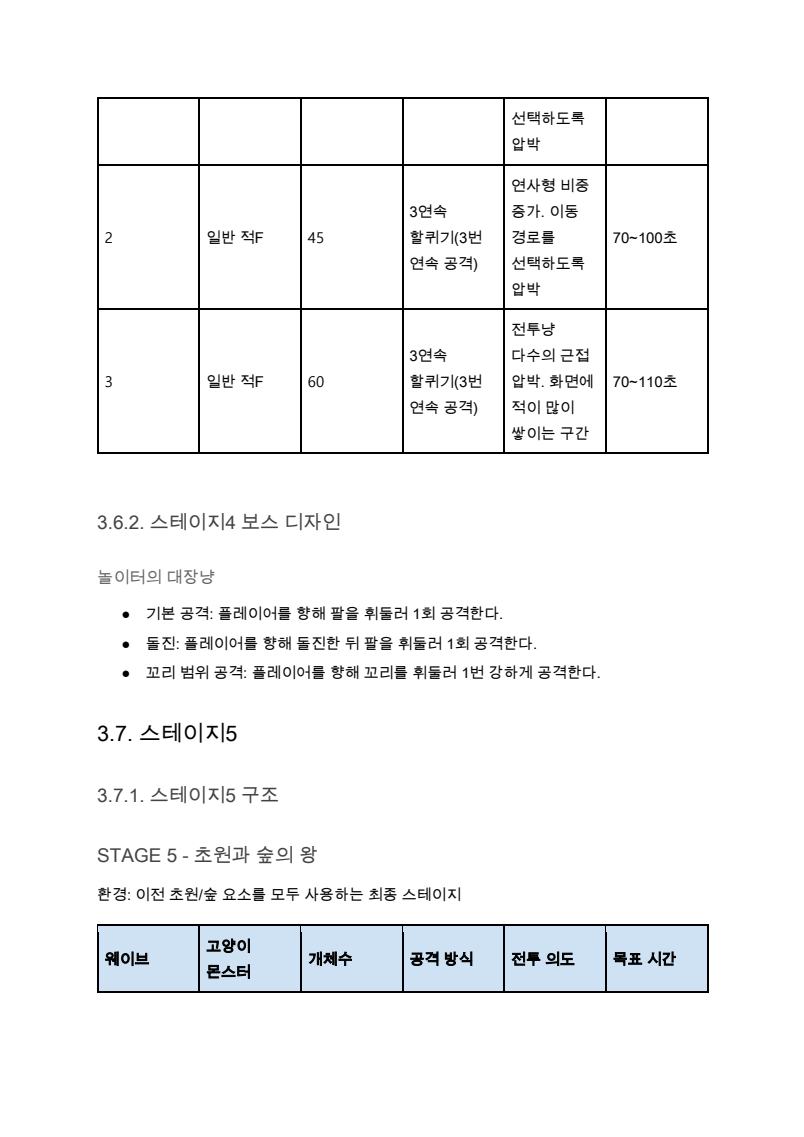 선택하도록
압박
2
일반 적F
45
3연속
할퀴기(3번
연속 공격)
연사형 비중
증가. 이동
경로를
선택하도록
압박
70~100초
3
일반 적F
60
3연속
할퀴기(3번
연속 공격)
전투냥
다수의 근접
압박. 화면에
적이 많이
쌓이는 구간
70~110초
3.6.2. 스테이지4 보스 디자인
놀이터의 대장냥
● 기본 공격: 플레이어를 향해 팔을 휘둘러 1회 공격한다.
● 돌진: 플레이어를 향해 돌진한 뒤 팔을 휘둘러 1회 공격한다.
● 꼬리 범위 공격: 플레이어를 향해 꼬리를 휘둘러 1번 강하게 공격한다.
3.7. 스테이지5
3.7.1. 스테이지5 구조
STAGE 5 - 초원과 숲의 왕
환경: 이전 초원/숲 요소를 모두 사용하는 최종 스테이지
웨이브
고양이
몬스터
개체수
공격 방식
전투 의도
목표 시간